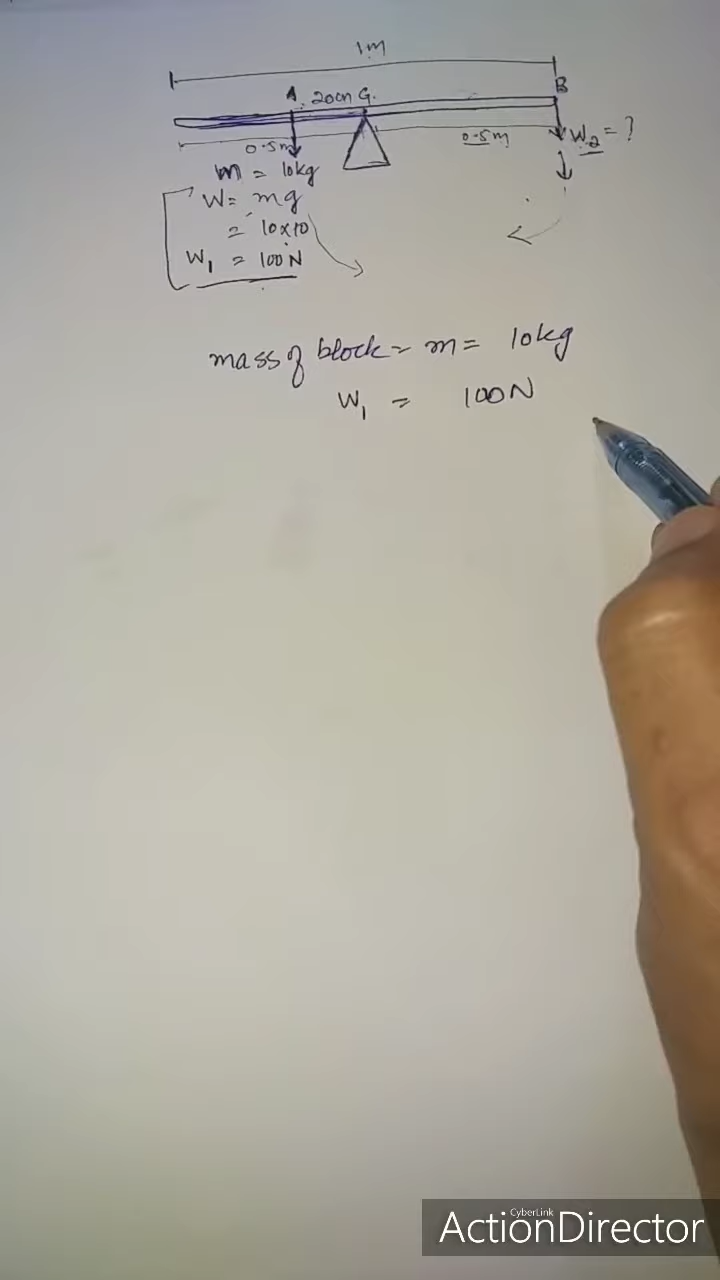 1m
A 20cm G B
0.5m 0.5m W2 = ?
m = 10kg
W = mg
= 10×10
W1 = 100N
mass of block = m = 10kg
W1 = 100N
CyberLink
ActionDirector